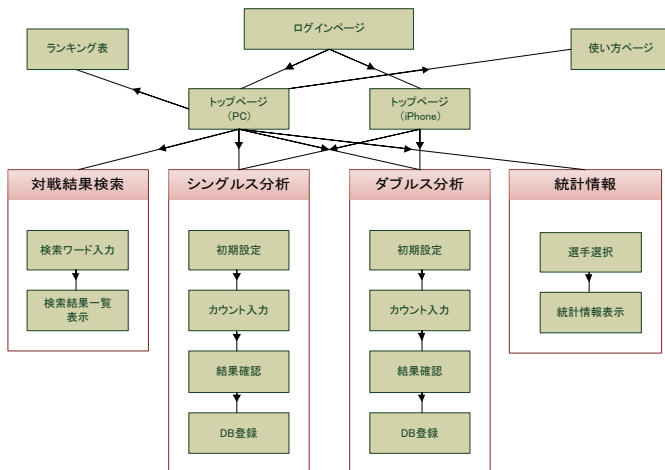 ログインページ
ランキング表
使い方ページ
トップページ
(PC)
トップページ
(iPhone)
対戦結果検索
シングルス分析
ダブルス分析
統計情報
検索ワード入力
検索結果一覧
表示
初期設定
カウント入力
結果確認
DB登録
初期設定
カウント入力
結果確認
DB登録
選手選択
統計情報表示